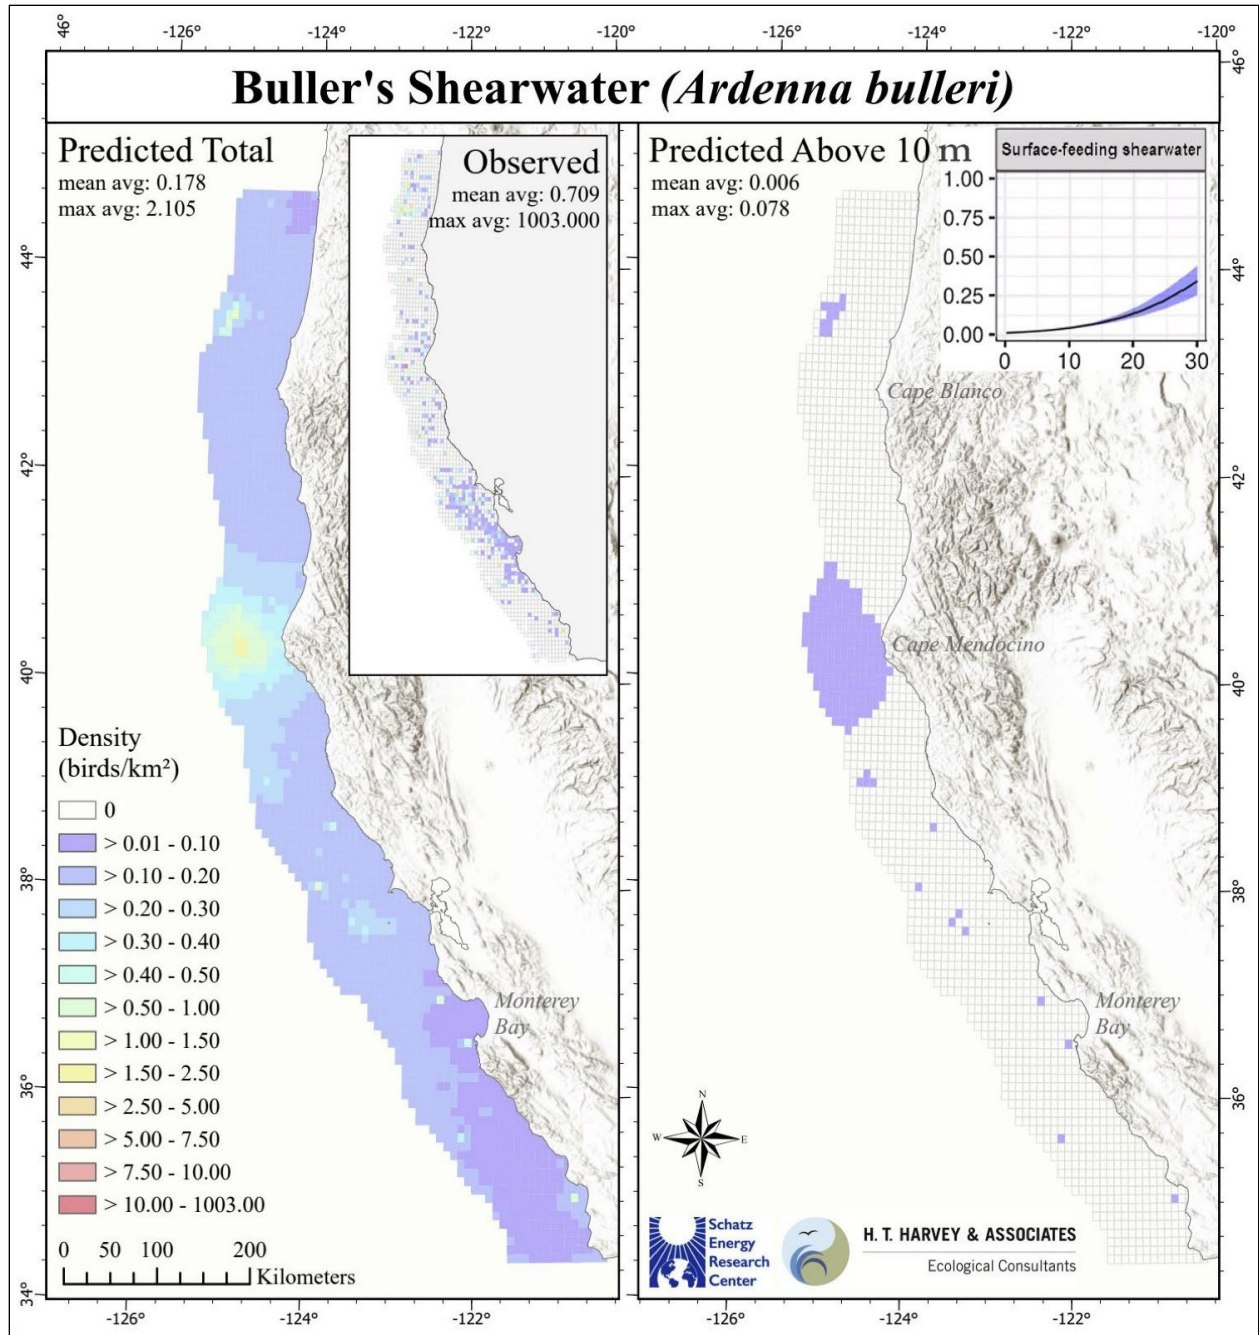 46°
-126°
-124°
-122°
-120°
-126°
-124°
-122°
-120°
46°
Buller's Shearwater (Ardenna bulleri)
Predicted Total
mean avg: 0.178
max avg: 2.105
Observed
mean avg: 0.709
max avg: 1003.000
Predicted Above 10 m
mean avg: 0.006
max avg: 0.078
Surface-feeding shearwater
1.00
0.75
0.50
0.25
0.00
0
10
20
30
44°
42°
40°
38°
36°
34°
44°
42°
40°
38°
36°
Cape Blanco
Cape Mendocino
Monterey
Bay
Monterey
Bay
Density
(birds/km²)
0
> 0.01 - 0.10
> 0.10 - 0.20
> 0.20 - 0.30
> 0.30 - 0.40
> 0.40 - 0.50
> 0.50 - 1.00
> 1.00 - 1.50
> 1.50 - 2.50
> 2.50 - 5.00
> 5.00 - 7.50
> 7.50 - 10.00
> 10.00 - 1003.00
0 50 100 200
Kilometers
N
W E
S
Schatz
Energy
Research
Center
H. T. HARVEY & ASSOCIATES
Ecological Consultants
-126°
-124°
-122°
-126°
-124°
-122°